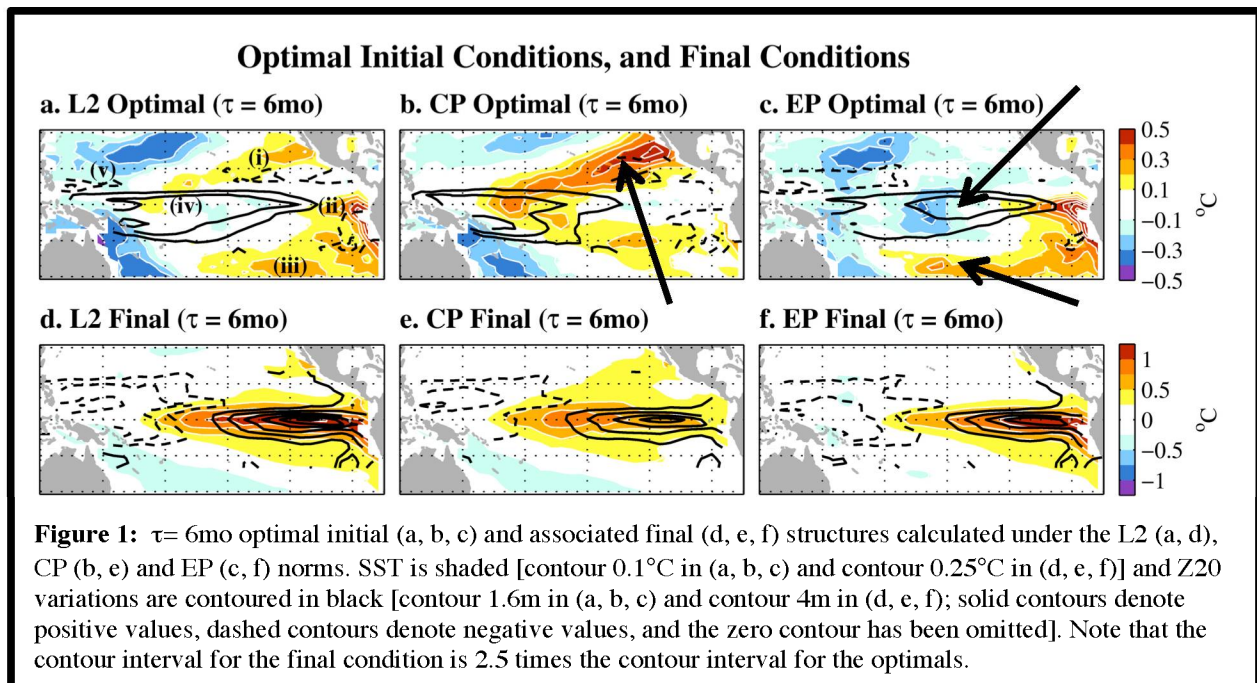 Optimal Initial Conditions, and Final Conditions
a. L2 Optimal (τ = 6mo)
b. CP Optimal (τ = 6mo)
c. EP Optimal (τ = 6mo)
(v)
(i)
(iv)
(ii)
(iii)
0.5
0.3
0.1
−0.1
−0.3
−0.5
°C
d. L2 Final (τ = 6mo)
e. CP Final (τ = 6mo)
f. EP Final (τ = 6mo)
1
0.5
0
−0.5
−1
°C
Figure 1: τ= 6mo optimal initial (a, b, c) and associated final (d, e, f) structures calculated under the L2 (a, d),
CP (b, e) and EP (c, f) norms. SST is shaded [contour 0.1°C in (a, b, c) and contour 0.25°C in (d, e, f)] and Z20
variations are contoured in black [contour 1.6m in (a, b, c) and contour 4m in (d, e, f); solid contours denote
positive values, dashed contours denote negative values, and the zero contour has been omitted]. Note that the
contour interval for the final condition is 2.5 times the contour interval for the optimals.